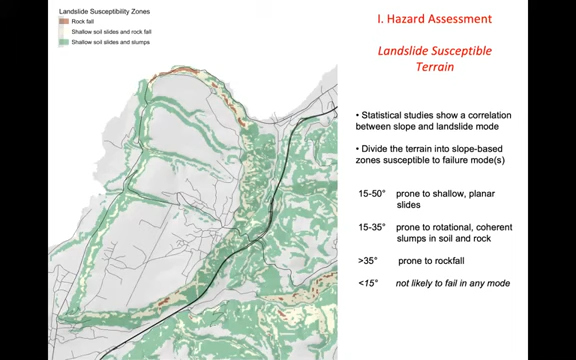 Landslide Susceptibility Zones
Rock fall
Shallow soil slides and rock fall
Shallow soil slides and slumps
I. Hazard Assessment
Landslide Susceptible
Terrain
• Statistical studies show a correlation
between slope and landslide mode
• Divide the terrain into slope-based
zones susceptible to failure mode(s)
15-50° prone to shallow, planar
slides
15-35° prone to rotational, coherent
slumps in soil and rock
>35° prone to rockfall
<15° not likely to fail in any mode